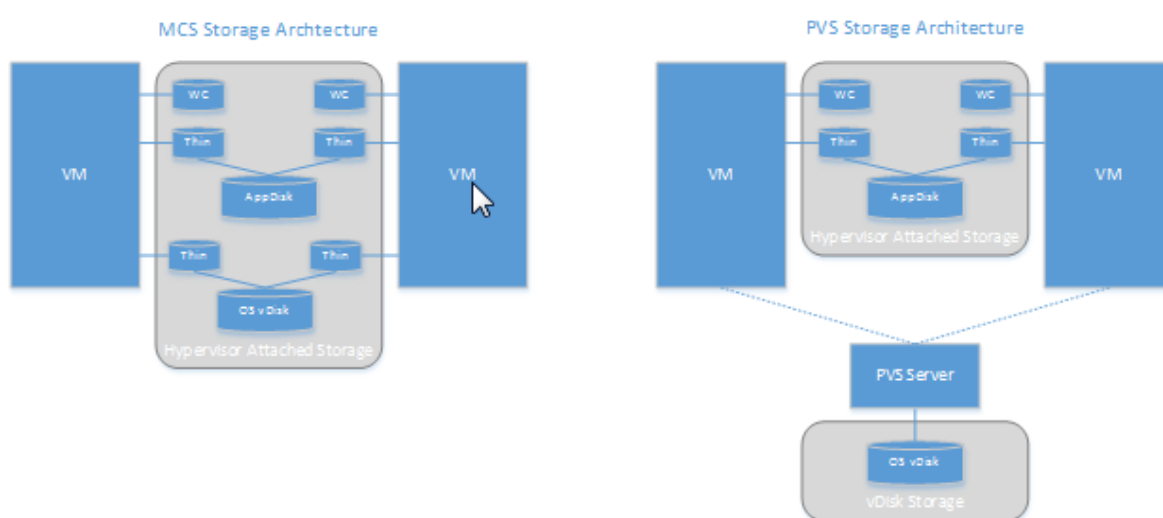 MCS Storage Archtecture
VM
WC
WC
Thin
Thin
AppDisk
Thin
Thin
OS vDisk
Hypervisor Attached Storage
VM
PVS Storage Architecture
VM
WC
WC
Thin
Thin
AppDisk
Hypervisor Attached Storage
VM
PVS Server
OS vDisk
vDisk Storage